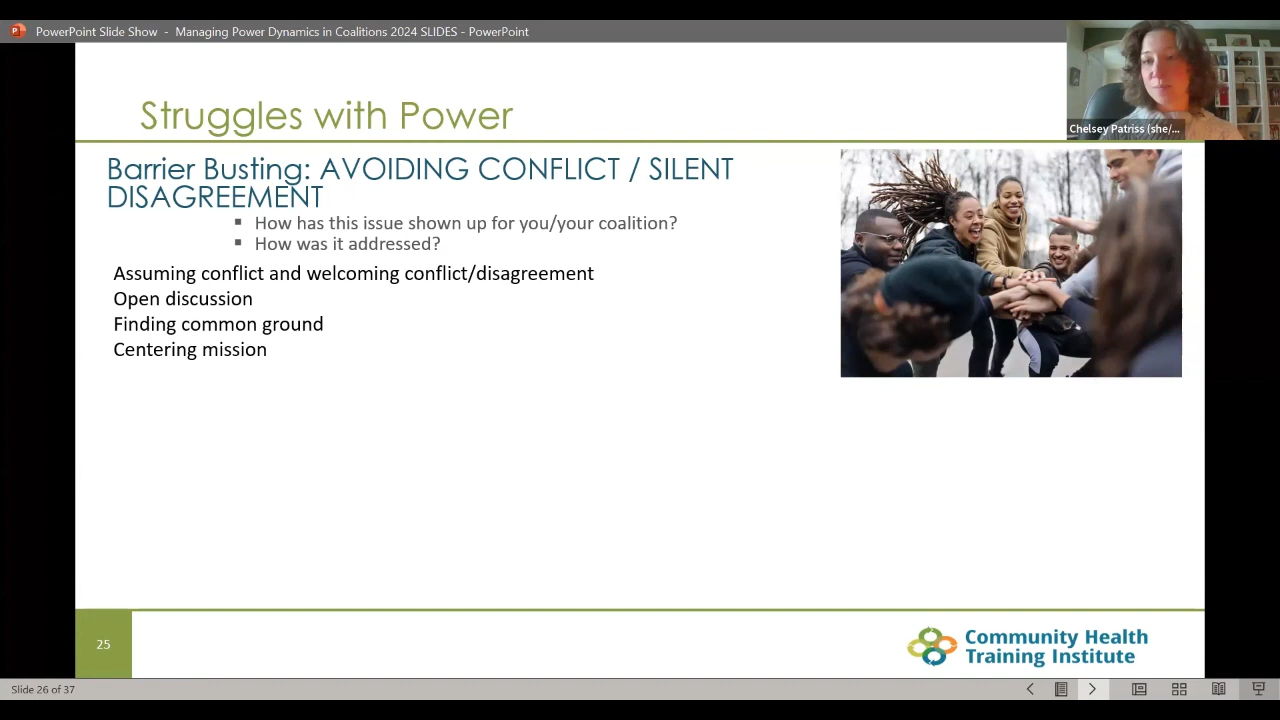 PowerPoint Slide Show - Managing Power Dynamics in Coalitions 2024 SLIDES - PowerPoint
Chelsey Patriss (she/...
Struggles with Power
Barrier Busting: AVOIDING CONFLICT / SILENT
DISAGREEMENT
▪ How has this issue shown up for you/your coalition?
▪ How was it addressed?
Assuming conflict and welcoming conflict/disagreement
Open discussion
Finding common ground
Centering mission
25
Community Health
Training Institute
Slide 26 of 37